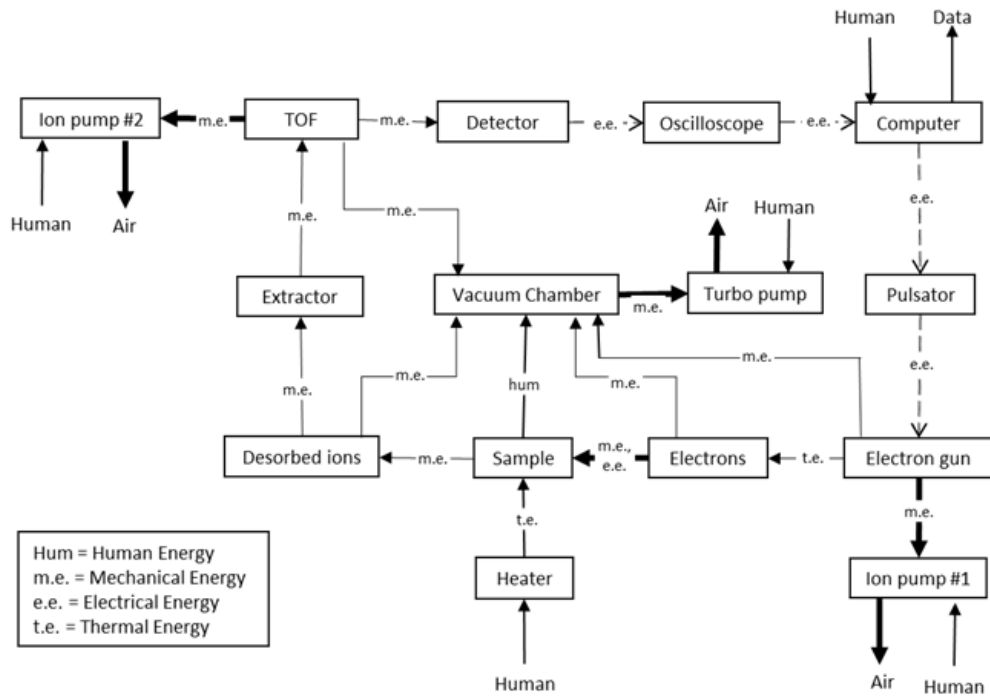 Human
Data
Ion pump #2
m.e.
TOF
m.e.
Detector
e.e.
Oscilloscope
e.e.
Computer
Human
Air
m.e.
m.e.
Air
Human
e.e.
Extractor
Vacuum Chamber
m.e.
Turbo pump
Pulsator
m.e.
m.e.
hum
m.e.
m.e.
e.e.
Desorbed ions
m.e.
Sample
m.e.,
e.e.
Electrons
t.e.
Electron gun
t.e.
m.e.
Hum = Human Energy
m.e. = Mechanical Energy
e.e. = Electrical Energy
t.e. = Thermal Energy
Heater
Ion pump #1
Human
Air
Human